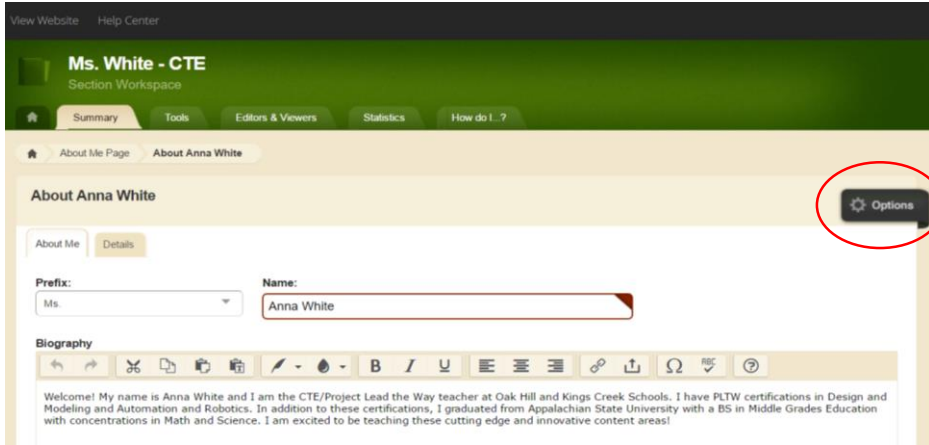 View Website Help Center
Ms. White - CTE
Section Workspace
Summary Tools Editors & Viewers Statistics How do I...?
About Me Page About Anna White
About Anna White
Options
About Me Details
Prefix: Name:
Ms. Anna White
Biography
B I U Ω ABC ?
Welcome! My name is Anna White and I am the CTE/Project Lead the Way teacher at Oak Hill and Kings Creek Schools. I have PLTW certifications in Design and
Modeling and Automation and Robotics. In addition to these certifications, I graduated from Appalachian State University with a BS in Middle Grades Education
with concentrations in Math and Science. I am excited to be teaching these cutting edge and innovative content areas!